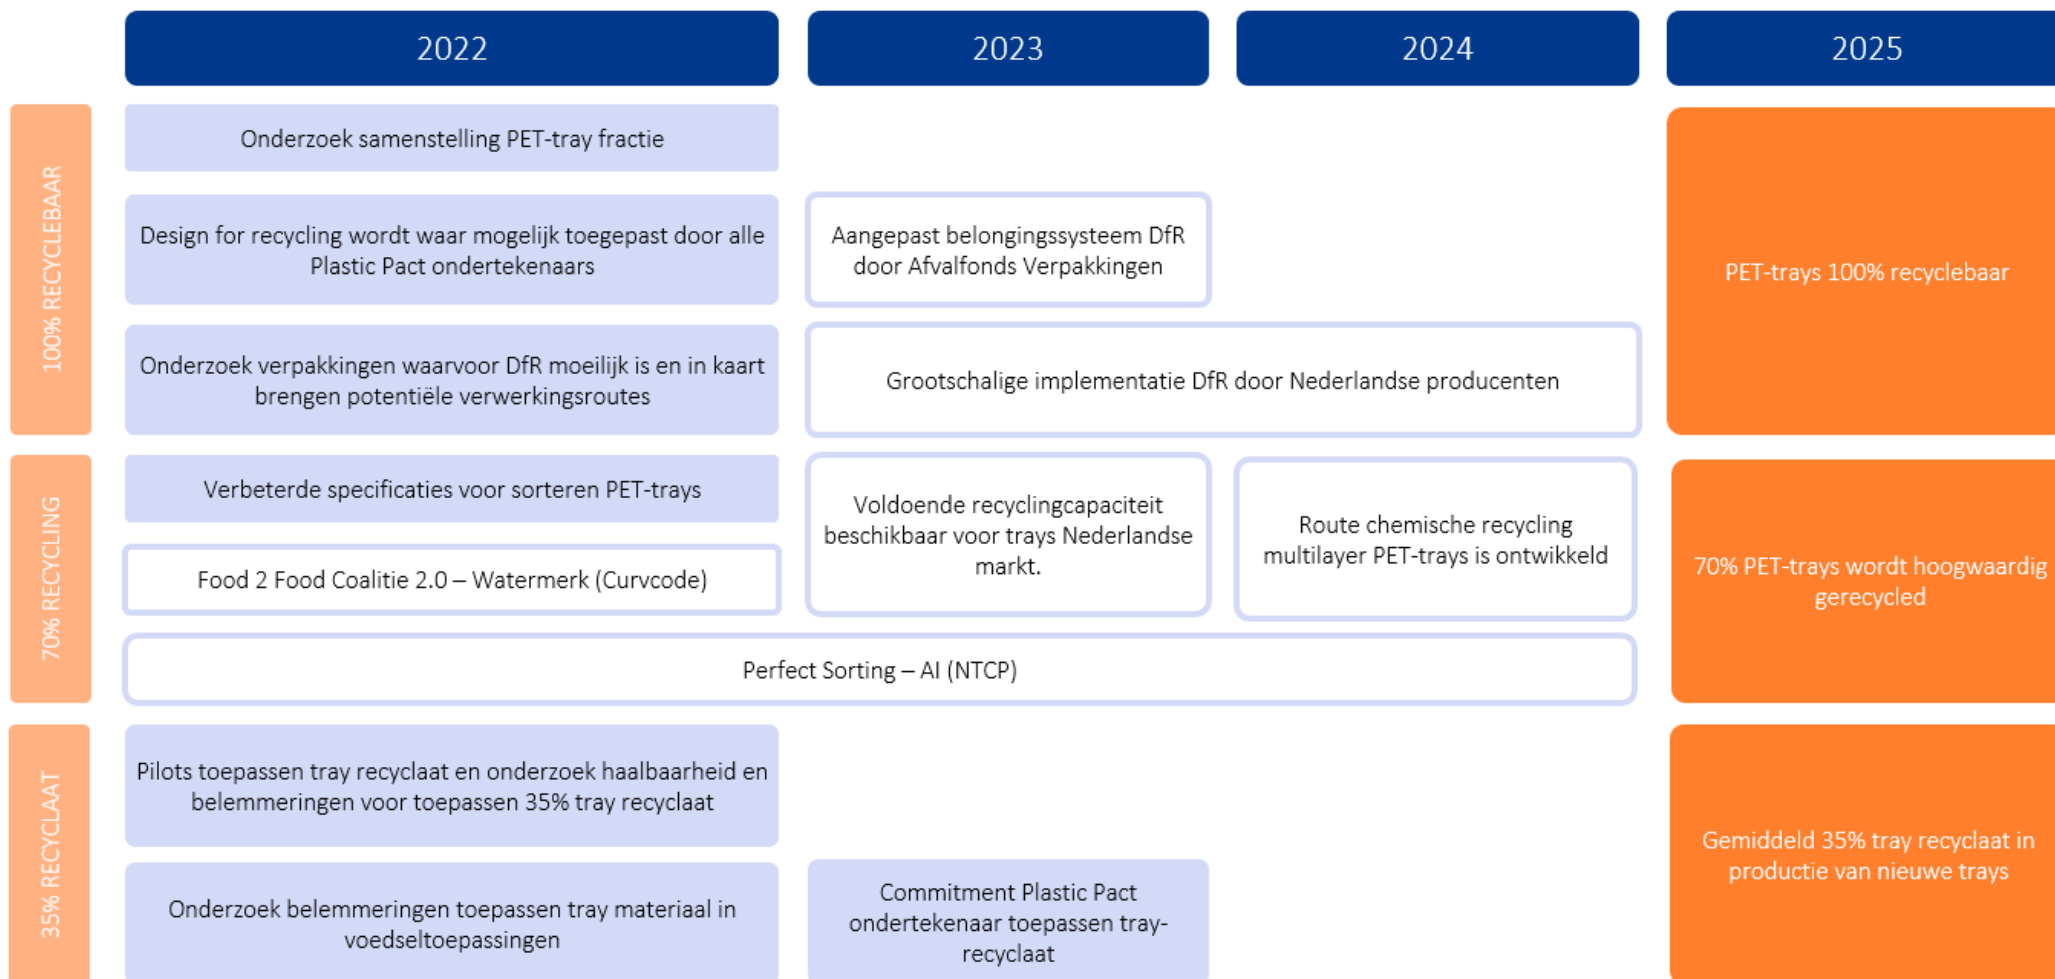 2022
2023
2024
2025
100% RECYCLEBAAR
Onderzoek samenstelling PET-tray fractie
Design for recycling wordt waar mogelijk toegepast door alle
Plastic Pact ondertekenaars
Aangepast belongingssysteem DfR
door Afvalfonds Verpakkingen
Onderzoek verpakkingen waarvoor DfR moeilijk is en in kaart
brengen potentiële verwerkingsroutes
Grootschalige implementatie DfR door Nederlandse producenten
PET-trays 100% recyclebaar
70% RECYCLING
Verbeterde specificaties voor sorteren PET-trays
Food 2 Food Coalitie 2.0 – Watermerk (Curvcode)
Voldoende recyclingcapaciteit
beschikbaar voor trays Nederlandse
markt.
Route chemische recycling
multilayer PET-trays is ontwikkeld
Perfect Sorting – AI (NTCP)
70% PET-trays wordt hoogwaardig
gerecycled
35% RECYCLAAT
Pilots toepassen tray recyclaat en onderzoek haalbaarheid en
belemmeringen voor toepassen 35% tray recyclaat
Onderzoek belemmeringen toepassen tray materiaal in
voedseltoepassingen
Commitment Plastic Pact
ondertekenaar toepassen tray-
recyclaat
Gemiddeld 35% tray recyclaat in
productie van nieuwe trays